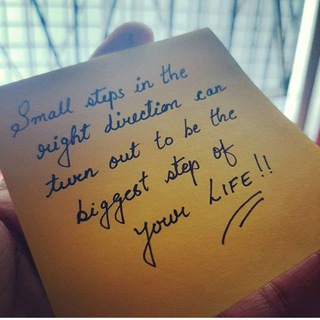 Small steps in the
right direction can
turn out to be the
biggest step of
your LIFE!!